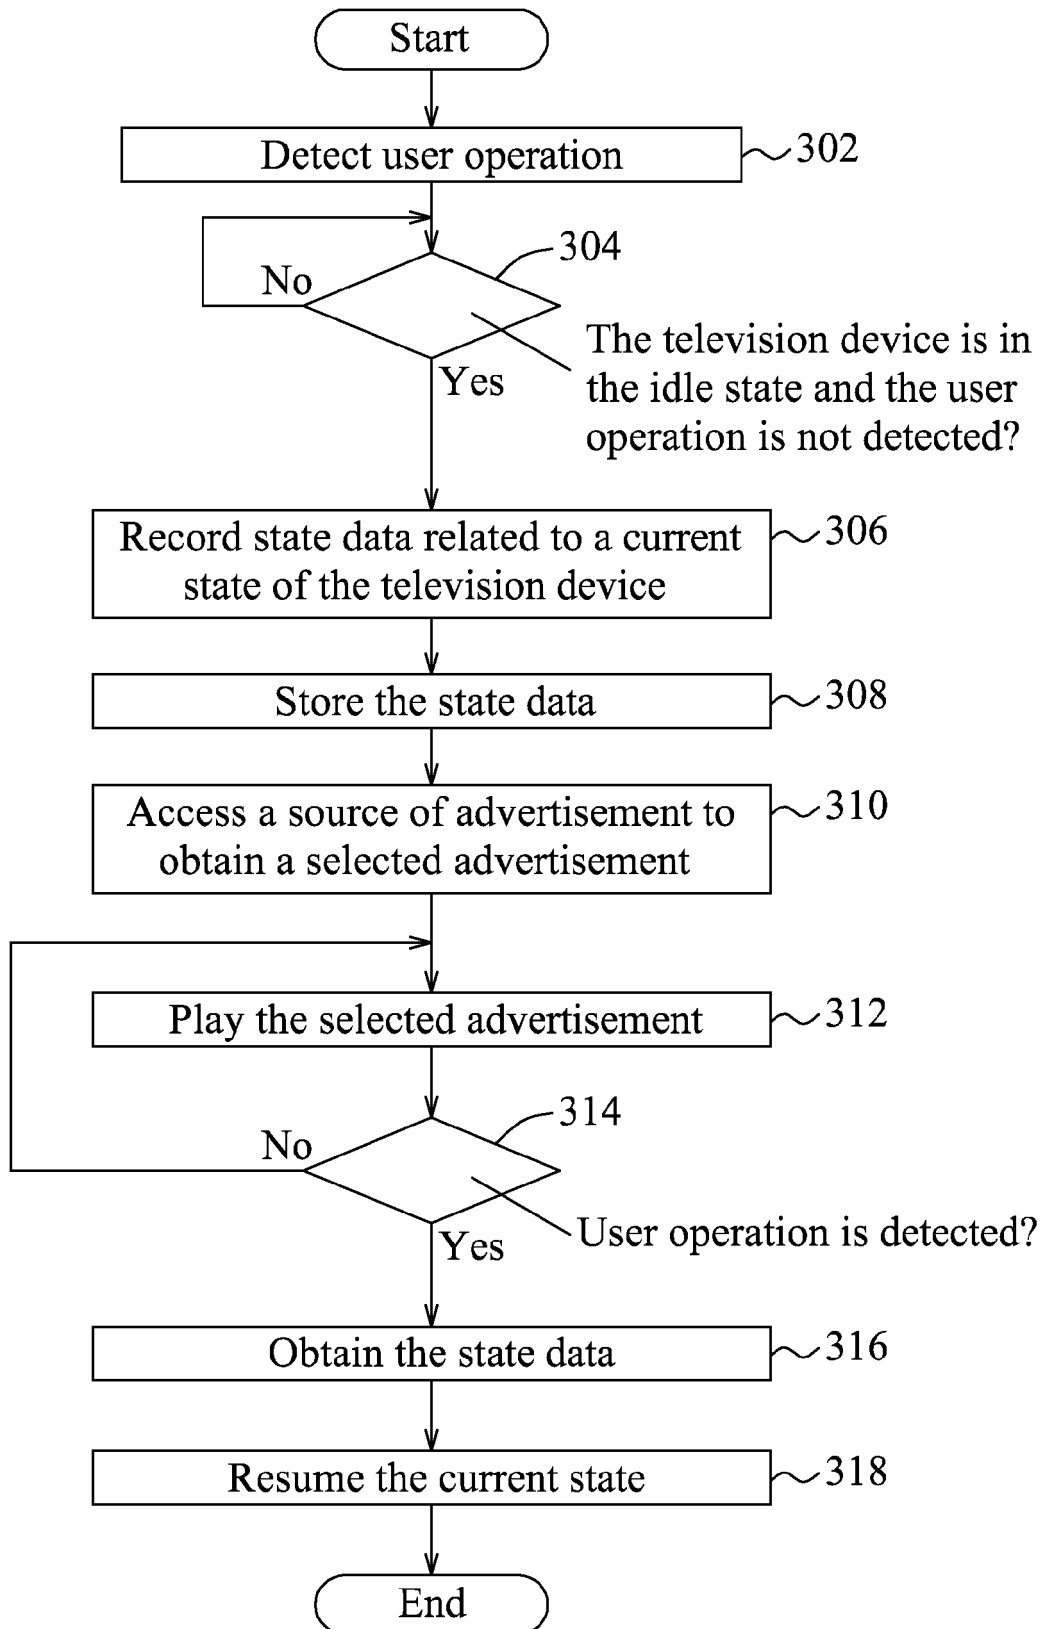 Start
Detect user operation
302
304
No
The television device is in
the idle state and the user
operation is not detected?
Yes
Record state data related to a current
state of the television device
306
Store the state data
308
Access a source of advertisement to
obtain a selected advertisement
310
Play the selected advertisement
312
314
No
User operation is detected?
Yes
Obtain the state data
316
Resume the current state
318
End